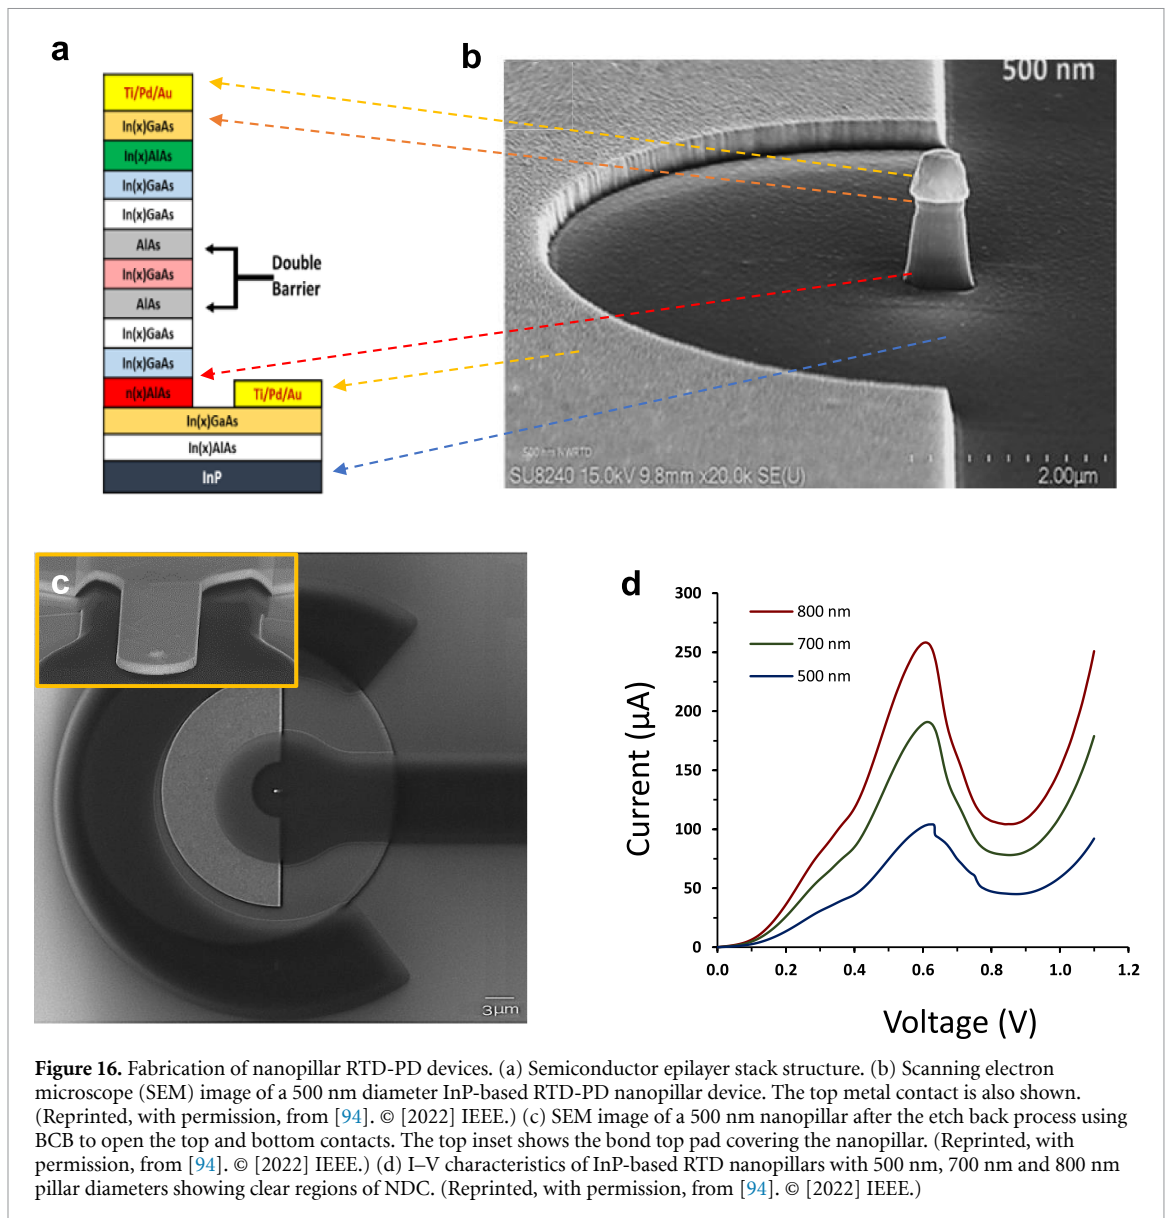 a
Ti/Pd/Au
In(x)GaAs
In(x)AlAs
In(x)GaAs
In(x)GaAs
AlAs
In(x)GaAs
AlAs
In(x)GaAs
In(x)GaAs
n(x)AlAs
Ti/Pd/Au
In(x)GaAs
In(x)AlAs
InP
Double
Barrier
b
500 nm
500 nm NWRTD
SU8240 15.0kV 9.8mm x20.0k SE(U)
2.00µm
c
3µm
d
300
250
200
150
100
50
0
0.0 0.2 0.4 0.6 0.8 1.0 1.2
Current (µA)
Voltage (V)
800 nm
700 nm
500 nm
Figure 16. Fabrication of nanopillar RTD-PD devices. (a) Semiconductor epilayer stack structure. (b) Scanning electron
microscope (SEM) image of a 500 nm diameter InP-based RTD-PD nanopillar device. The top metal contact is also shown.
(Reprinted, with permission, from [94]. © [2022] IEEE.) (c) SEM image of a 500 nm nanopillar after the etch back process using
BCB to open the top and bottom contacts. The top inset shows the bond top pad covering the nanopillar. (Reprinted, with
permission, from [94]. © [2022] IEEE.) (d) I–V characteristics of InP-based RTD nanopillars with 500 nm, 700 nm and 800 nm
pillar diameters showing clear regions of NDC. (Reprinted, with permission, from [94]. © [2022] IEEE.)